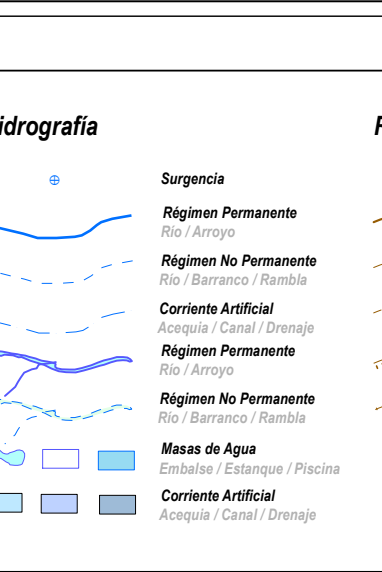 idrografía
Surgencia
Régimen Permanente
Río / Arroyo
Régimen No Permanente
Río / Barranco / Rambla
Corriente Artificial
Acequia / Canal / Drenaje
Régimen Permanente
Río / Arroyo
Régimen No Permanente
Río / Barranco / Rambla
Masas de Agua
Embalse / Estanque / Piscina
Corriente Artificial
Acequia / Canal / Drenaje